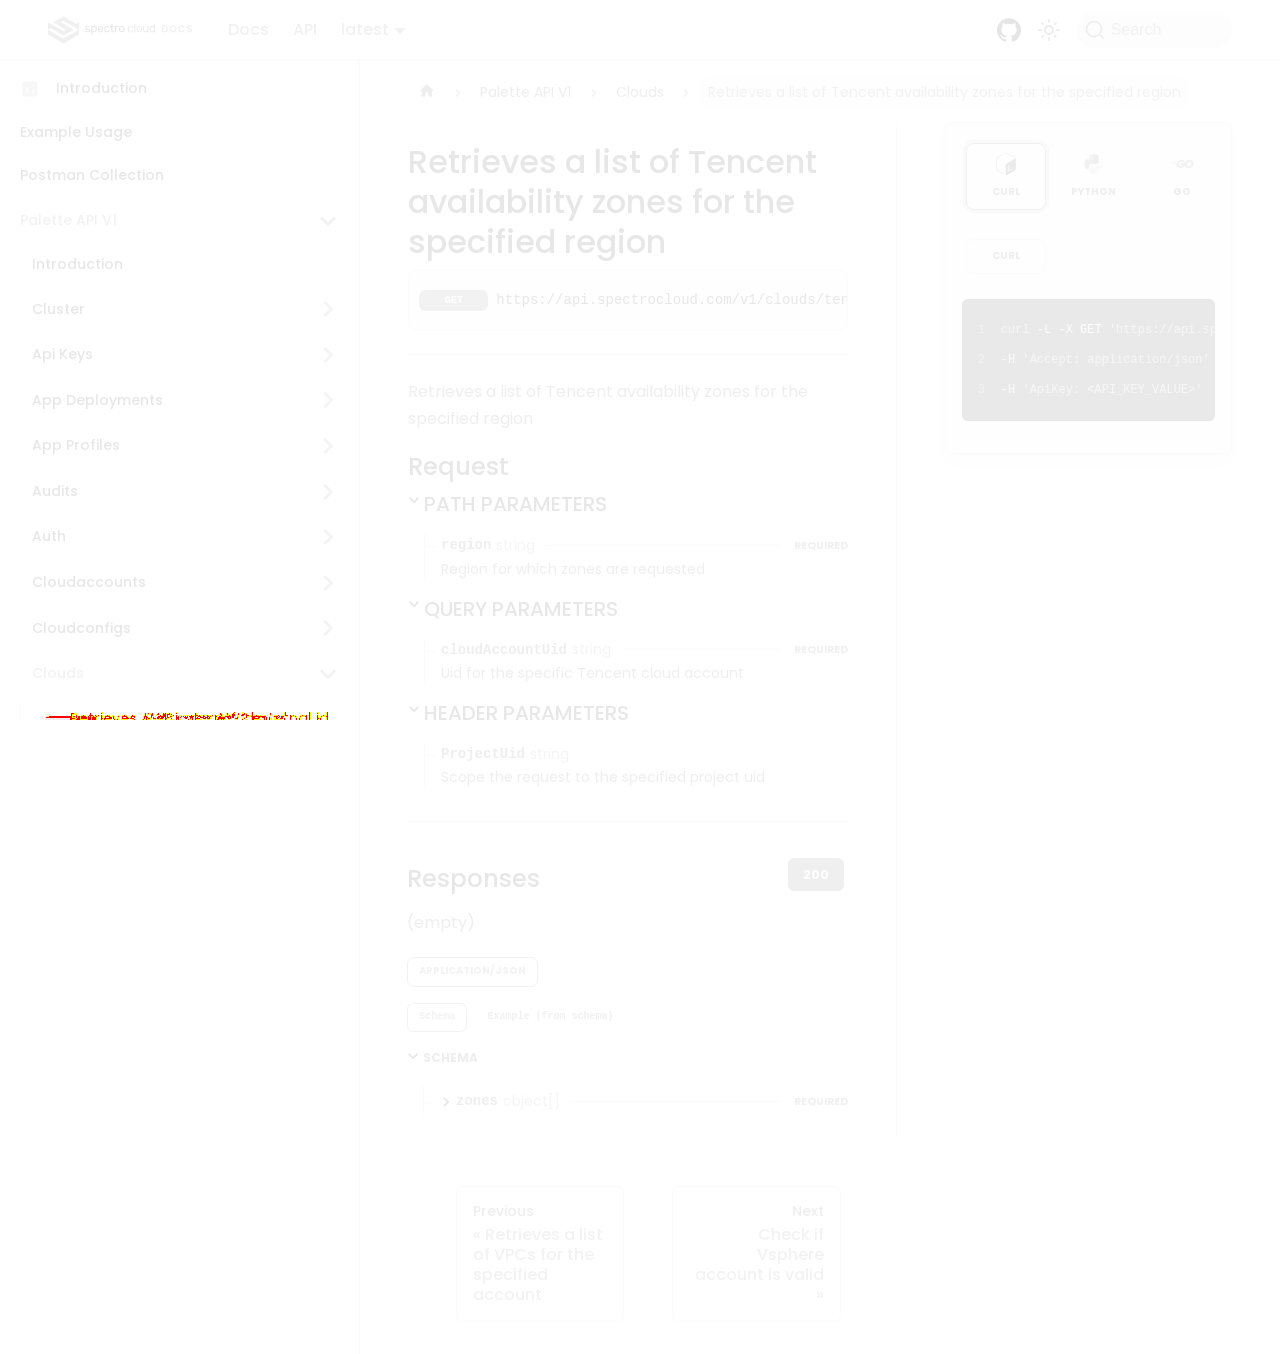 spectro cloud DOCS
Docs
API
latest
Search
Introduction
Example Usage
Postman Collection
Palette API V1
Introduction
Cluster
Api Keys
App Deployments
App Profiles
Audits
Auth
Cloudaccounts
Cloudconfigs
Clouds
Palette API V1
Clouds
Retrieves a list of Tencent availability zones for the specified region
Retrieves a list of Tencent
availability zones for the
specified region
GET https://api.spectrocloud.com/v1/clouds/ten
Retrieves a list of Tencent availability zones for the
specified region
Request
PATH PARAMETERS
region string REQUIRED
Region for which zones are requested
QUERY PARAMETERS
cloudAccountUid string REQUIRED
Uid for the specific Tencent cloud account
HEADER PARAMETERS
ProjectUid string
Scope the request to the specified project uid
Responses
200
(empty)
APPLICATION/JSON
Schema
Example (from schema)
SCHEMA
zones object[] REQUIRED
Previous
« Retrieves a list
of VPCs for the
specified
account
Next
Check if
Vsphere
account is valid
»
CURL
PYTHON
GO
CURL
1 curl -L -X GET 'https://api.sp
2 -H 'Accept: application/json'
3 -H 'ApiKey: <API_KEY_VALUE>'